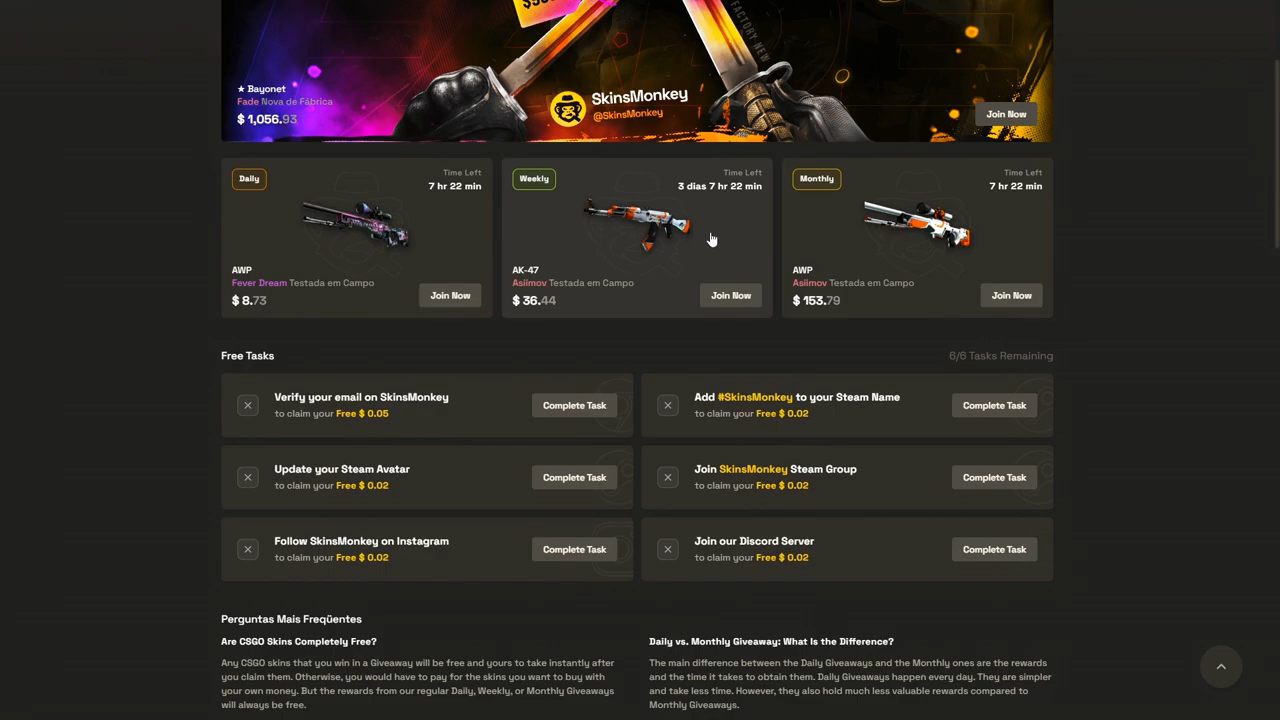 FACTORY NEW
★ Bayonet
Fade Nova de Fábrica
$ 1,056.93
SkinsMonkey
@SkinsMonkey
Join Now
Daily
Time Left
7 hr 22 min
AWP
Fever Dream Testada em Campo
$ 8.73
Join Now
Weekly
Time Left
3 dias 7 hr 22 min
AK-47
Asiimov Testada em Campo
$ 36.44
Join Now
Monthly
Time Left
7 hr 22 min
AWP
Asiimov Testada em Campo
$ 153.79
Join Now
Free Tasks
6/6 Tasks Remaining
Verify your email on SkinsMonkey
to claim your Free $ 0.05
Complete Task
Add #SkinsMonkey to your Steam Name
to claim your Free $ 0.02
Complete Task
Update your Steam Avatar
to claim your Free $ 0.02
Complete Task
Join SkinsMonkey Steam Group
to claim your Free $ 0.02
Complete Task
Follow SkinsMonkey on Instagram
to claim your Free $ 0.02
Complete Task
Join our Discord Server
to claim your Free $ 0.02
Complete Task
Perguntas Mais Freqüentes
Are CSGO Skins Completely Free?
Any CSGO skins that you win in a Giveaway will be free and yours to take instantly after
you claim them. Otherwise, you would have to pay for the skins you want to buy with
your own money. But the rewards from our regular Daily, Weekly, or Monthly Giveaways
will always be free.
Daily vs. Monthly Giveaway: What Is the Difference?
The main difference between the Daily Giveaways and the Monthly ones are the rewards
and the time it takes to obtain them. Daily Giveaways happen every day. They are simpler
and take less time. However, they also hold much less valuable rewards compared to
Monthly Giveaways.